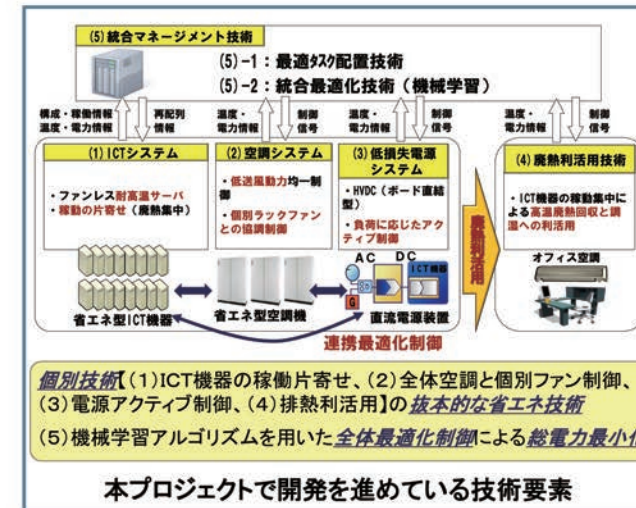 (5)統合マネージメント技術
(5)-1：最適タスク配置技術
(5)-2：統合最適化技術（機械学習）
構成・稼働情報
温度・電力情報
再配列
情報
温度・
電力情報
制御
信号
温度・
電力情報
制御
信号
温度・
電力情報
制御
信号
(1)ICTシステム
・ファンレス耐高温サーバ
・稼動の片寄せ（廃熱集中）
(2)空調システム
・低送風動力均一制
御
・個別ラックファン
との協調制御
(3)低損失電源
システム
・HVDC（ボード直結
型）
・負荷に応じたアク
ティブ制御
廃熱利活用
(4)廃熱利活用技術
・ICT機器の稼動集中に
よる高温廃熱回収と調
湿への利活用
オフィス空調
省エネ型ICT機器
省エネ型空調機
AC
DC
ICT機器
G
直流電源装置
連携最適化制御
個別技術【(1)ICT機器の稼動片寄せ、(2)全体空調と個別ファン制御、
(3)電源アクティブ制御、(4)排熱利活用】の抜本的な省エネ技術
(5)機械学習アルゴリズムを用いた全体最適化制御による総電力最小化
本プロジェクトで開発を進めている技術要素